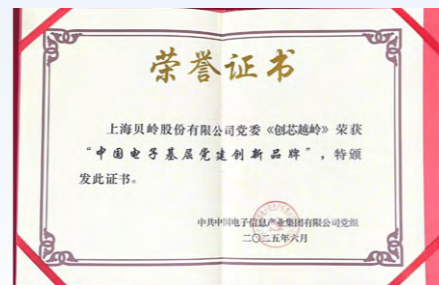 荣誉证书
上海贝岭股份有限公司党委《创芯越岭》荣获
“中国电子基层党建创新品牌”，特颁
发此证书。
中共中国电子信息产业集团有限公司党组
二〇二五年六月